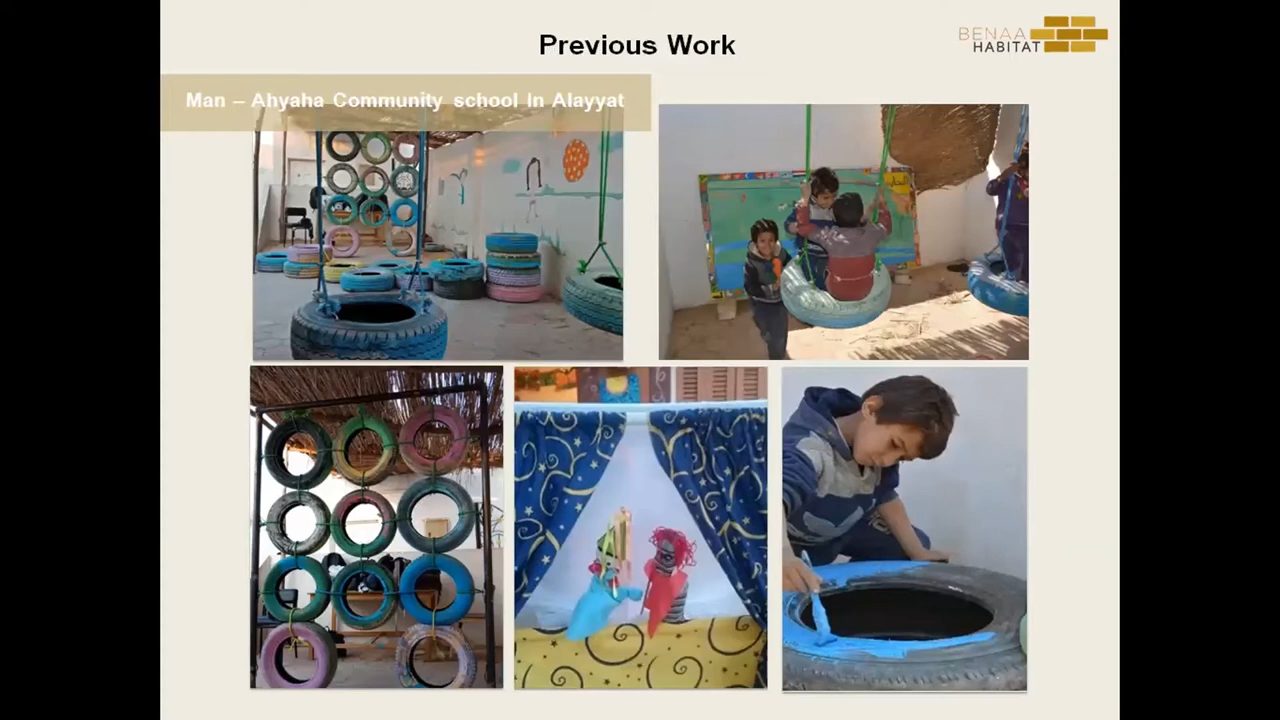 Previous Work
BENAA
HABITAT
Man – Ahyaha Community school In Alayyat